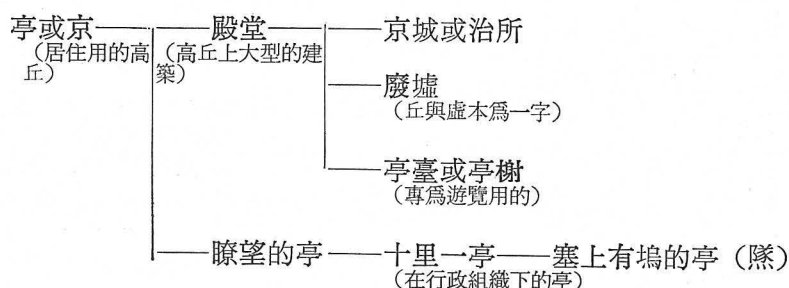 亭或京——殿堂——京城或治所
（居住用的高丘）（高丘上大型的建築）
廢墟
（丘與虛本爲一字）
亭臺或亭榭
（專爲遊覽用的）
瞭望的亭——十里一亭——塞上有塢的亭（隊）
（在行政組織下的亭）